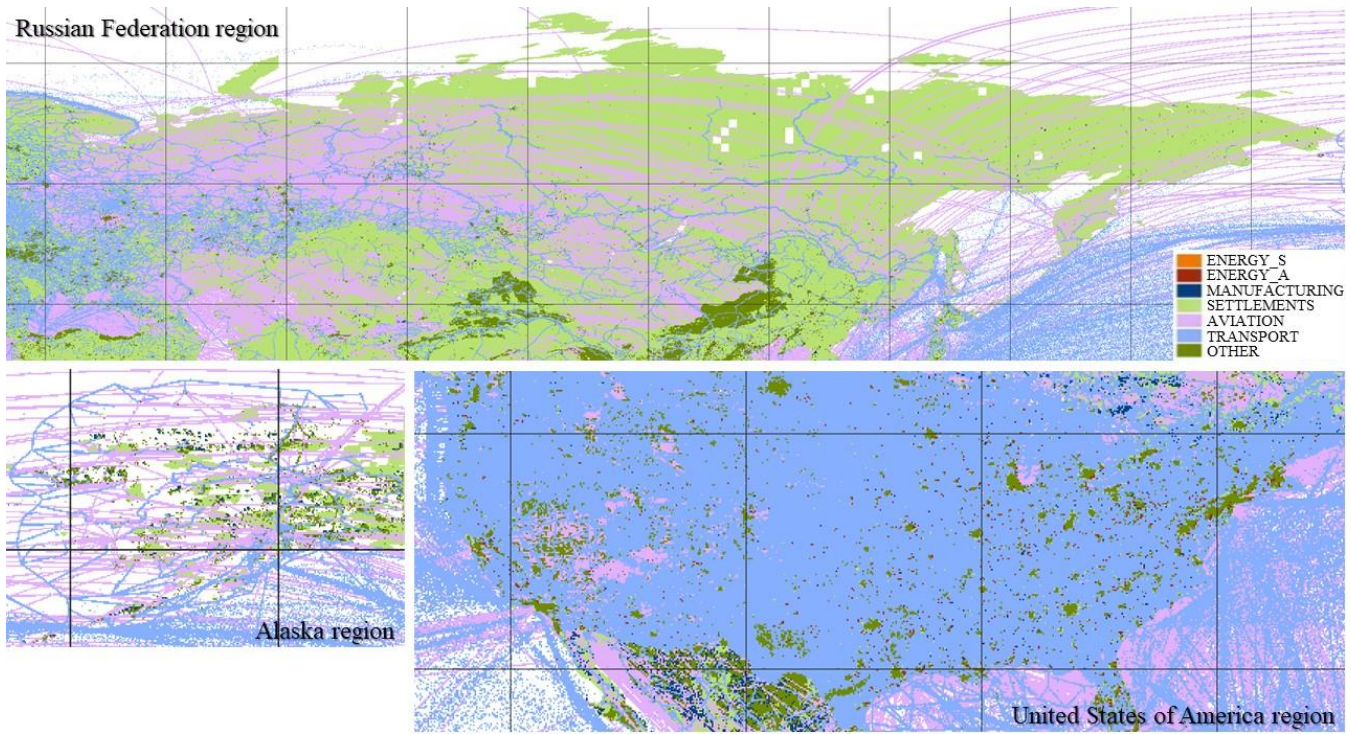 Russian Federation region
ENERGY_S
ENERGY_A
MANUFACTURING
SETTLEMENTS
AVIATION
TRANSPORT
OTHER
Alaska region
United States of America region